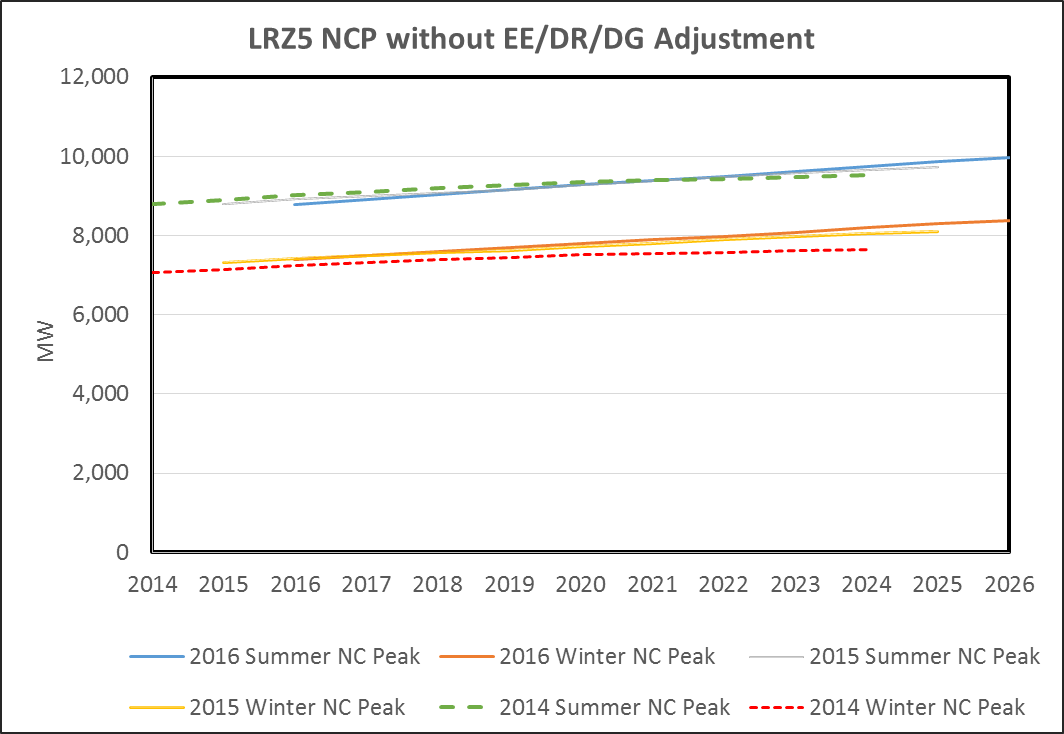 LRZ5 NCP without EE/DR/DG Adjustment
12,000
10,000
8,000
6,000
4,000
2,000
0
MW
2014 2015 2016 2017 2018 2019 2020 2021 2022 2023 2024 2025 2026
2016 Summer NC Peak 2016 Winter NC Peak 2015 Summer NC Peak
2015 Winter NC Peak 2014 Summer NC Peak 2014 Winter NC Peak